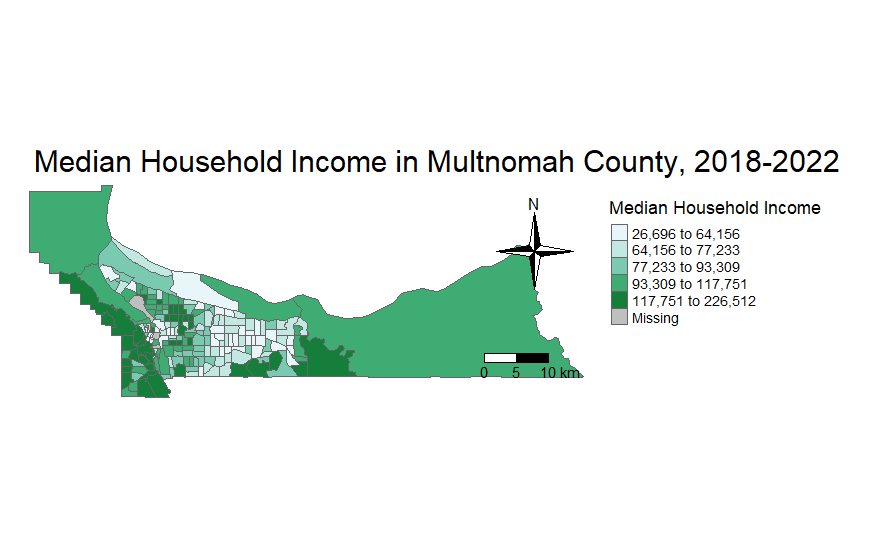 Median Household Income in Multnomah County, 2018-2022
N
Median Household Income
26,696 to 64,156
64,156 to 77,233
77,233 to 93,309
93,309 to 117,751
117,751 to 226,512
Missing
0 5 10 km